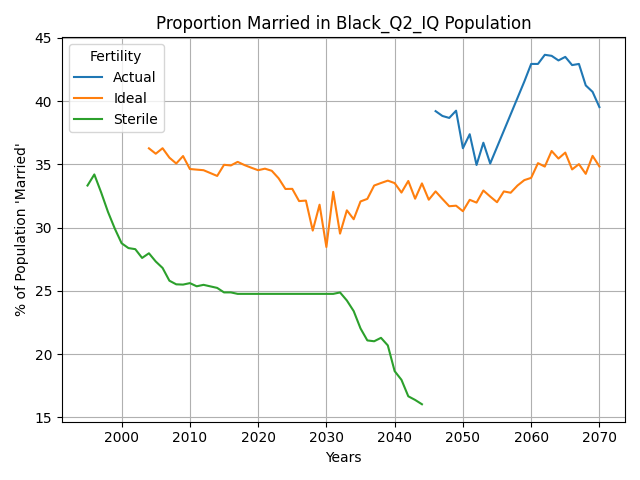 Proportion Married in Black_Q2_IQ Population
% of Population 'Married'
45
40
35
30
25
20
15
Fertility
Actual
Ideal
Sterile
2000 2010 2020 2030 2040 2050 2060 2070
Years